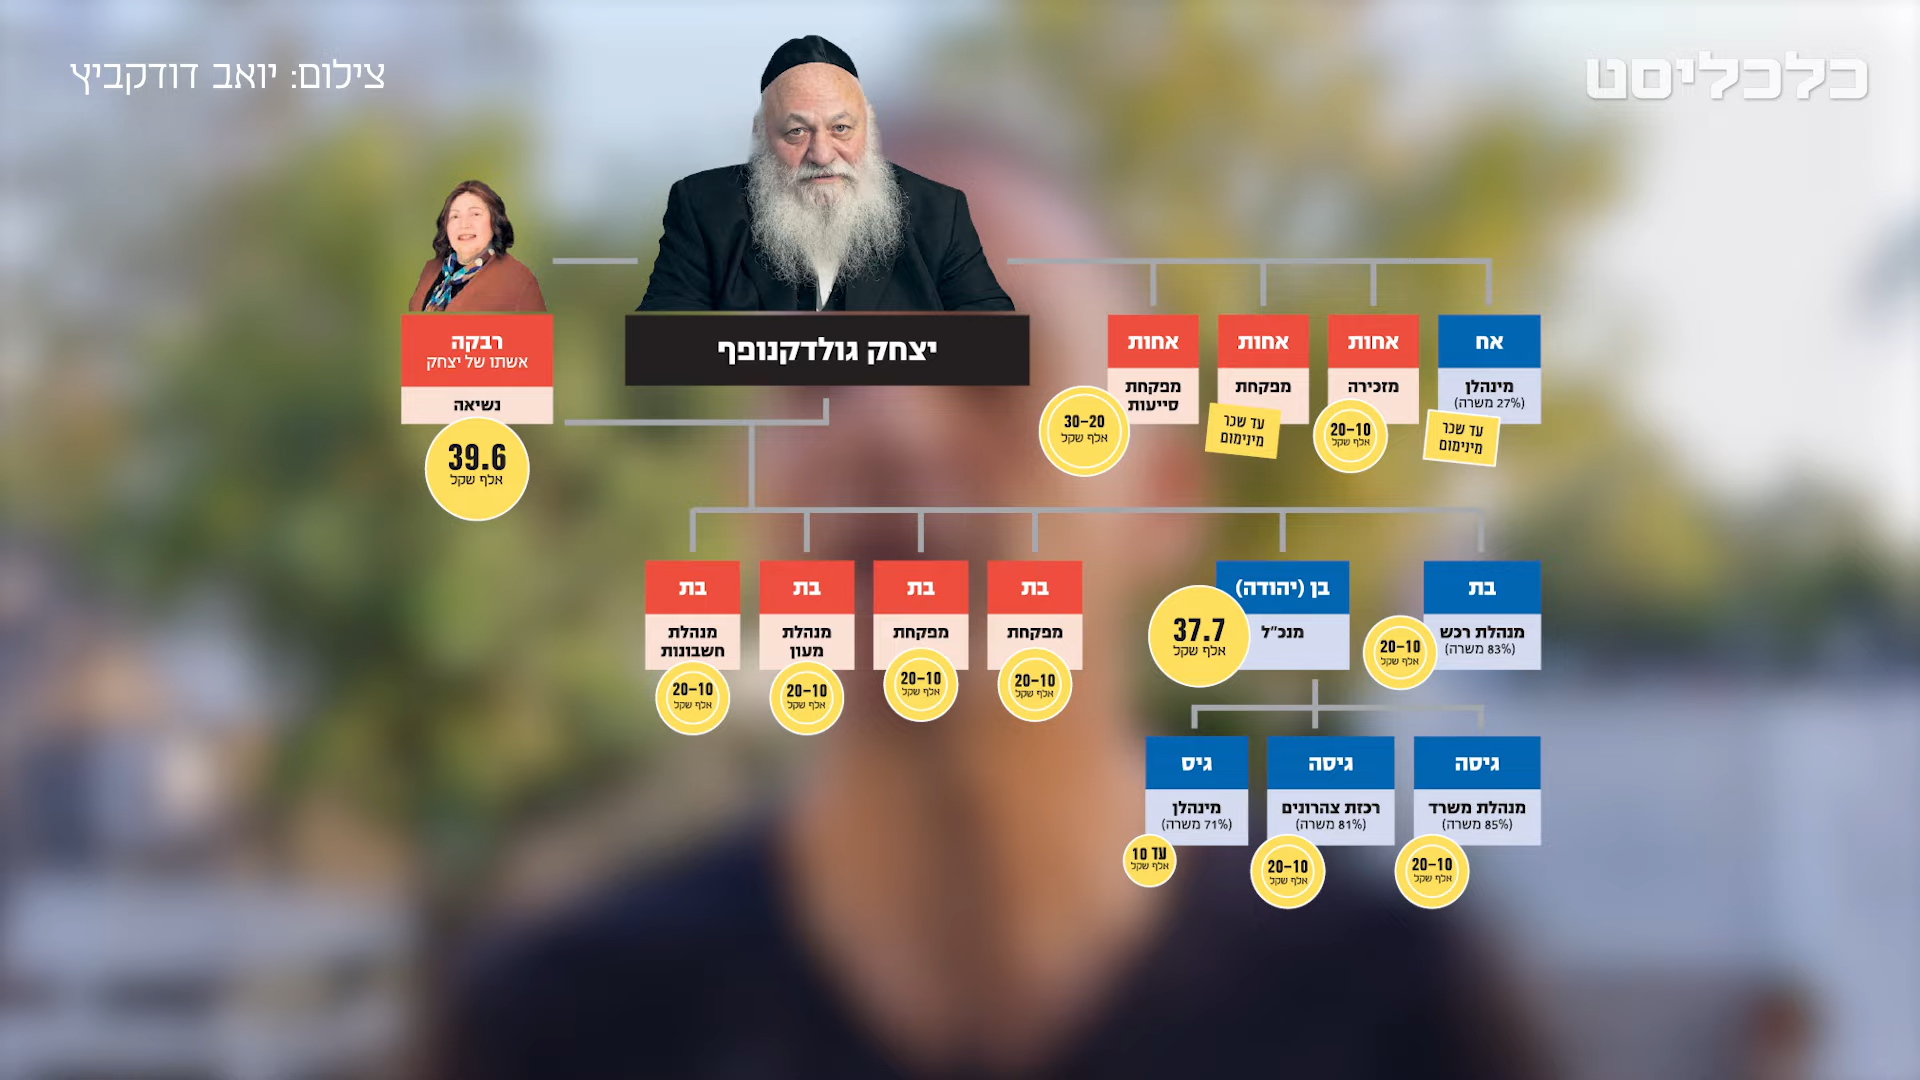 כלכליסט
צילום: יואב דודקביץ
יצחק גולדקנופף
רבקה
אשתו של יצחק
נשיאה
39.6
אלף שקל
אח
מינהלן
(27% משרה)
עד שכר
מינימום
אחות
מזכירה
20–10
אלף שקל
אחות
מפקחת
עד שכר
מינימום
אחות
מפקחת
סייעות
30–20
אלף שקל
בת
מנהלת רכש
(83% משרה)
20–10
אלף שקל
בן (יהודה)
מנכ"ל
37.7
אלף שקל
בת
מפקחת
20–10
אלף שקל
בת
מפקחת
20–10
אלף שקל
בת
מנהלת
מעון
20–10
אלף שקל
בת
מנהלת
חשבונות
20–10
אלף שקל
גיסה
מנהלת משרד
(85% משרה)
20–10
אלף שקל
גיסה
רכזת צהרונים
(81% משרה)
20–10
אלף שקל
גיס
מינהלן
(71% משרה)
עד 10
אלף שקל